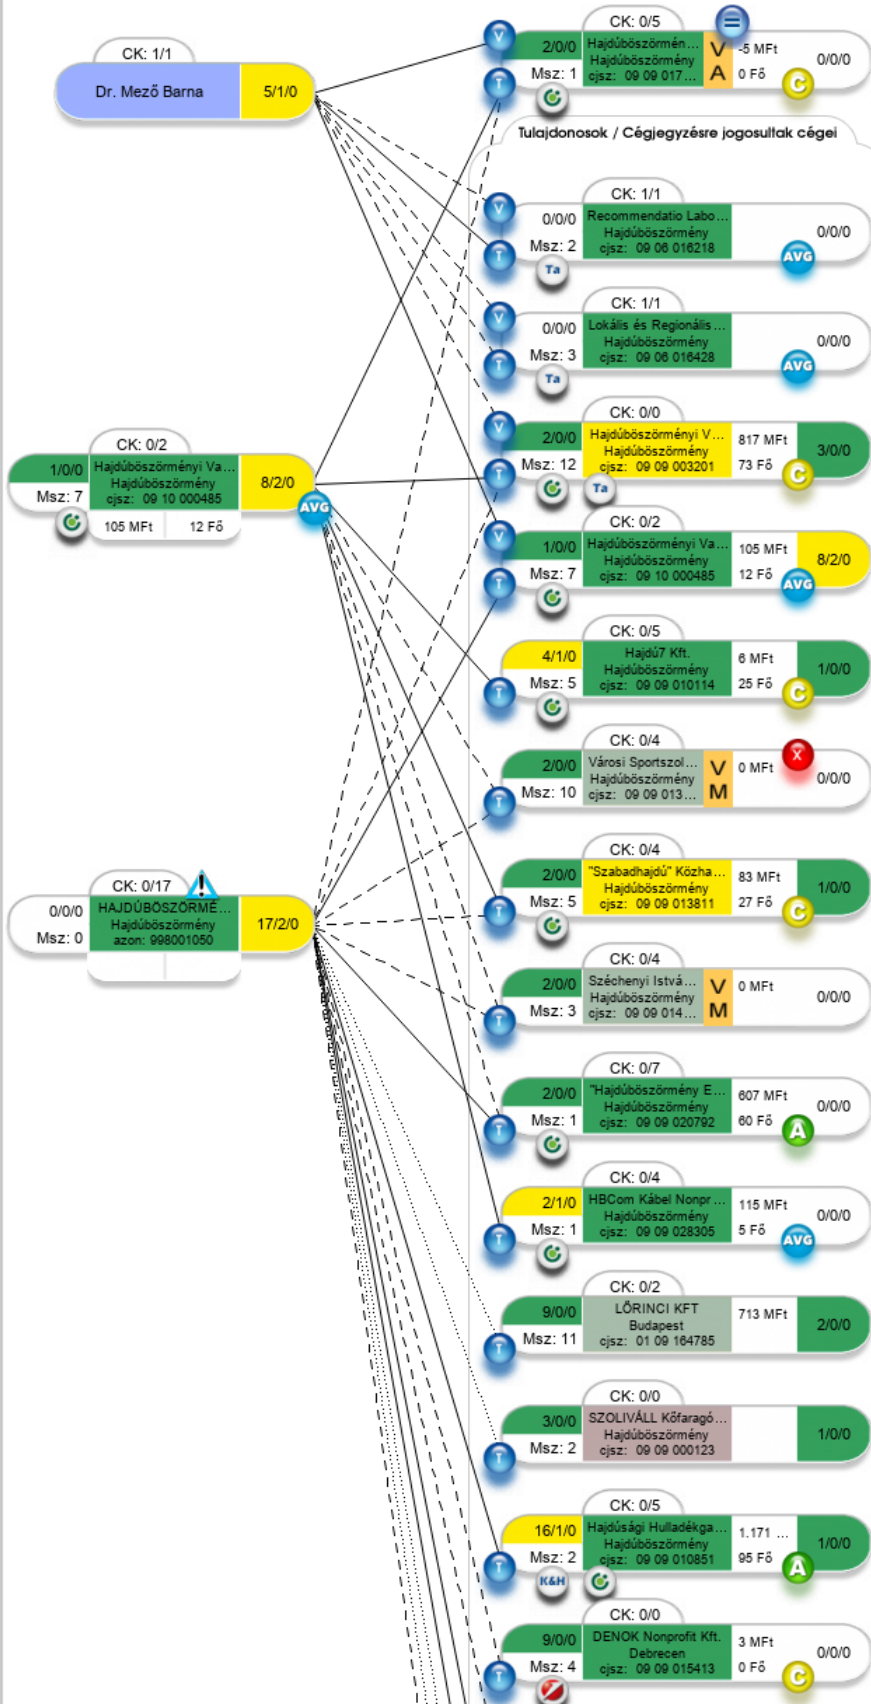 CK: 1/1
Dr. Mező Barna
5/1/0
CK: 0/2
1/0/0
Hajdúböszörményi Va...
Hajdúböszörmény
cjsz: 09 10 000485
Msz: 7
8/2/0
AVG
105 MFt
12 Fő
CK: 0/17
0/0/0
HAJDÚBÖSZÖRMÉ...
Hajdúböszörmény
azon: 998001050
Msz: 0
17/2/0
CK: 0/5
V
T
2/0/0
Hajdúböszörmén...
Hajdúböszörmény
cjsz: 09 09 017...
Msz: 1
V
A
-5 MFt
0 Fő
C
0/0/0
Tulajdonosok / Cégjegyzésre jogosultak cégei
CK: 1/1
V
T
0/0/0
Recommendatio Labo...
Hajdúböszörmény
cjsz: 09 06 016218
Msz: 2
Ta
AVG
0/0/0
CK: 1/1
V
T
0/0/0
Lokális és Regionális...
Hajdúböszörmény
cjsz: 09 06 016428
Msz: 3
Ta
AVG
0/0/0
CK: 0/0
V
T
2/0/0
Hajdúböszörményi V...
Hajdúböszörmény
cjsz: 09 09 003201
Msz: 12
Ta
817 MFt
73 Fő
C
3/0/0
CK: 0/2
V
T
1/0/0
Hajdúböszörményi Va...
Hajdúböszörmény
cjsz: 09 10 000485
Msz: 7
105 MFt
12 Fő
AVG
8/2/0
CK: 0/5
T
4/1/0
Hajdú7 Kft.
Hajdúböszörmény
cjsz: 09 09 010114
Msz: 5
6 MFt
25 Fő
C
1/0/0
CK: 0/4
T
2/0/0
Városi Sportszol...
Hajdúböszörmény
cjsz: 09 09 013...
Msz: 10
V
M
0 MFt
X
0/0/0
CK: 0/4
T
2/0/0
"Szabadhajdú" Közha...
Hajdúböszörmény
cjsz: 09 09 013811
Msz: 5
83 MFt
27 Fő
C
1/0/0
CK: 0/4
T
2/0/0
Széchenyi Istvá...
Hajdúböszörmény
cjsz: 09 09 014...
Msz: 3
V
M
0 MFt
0/0/0
CK: 0/7
T
2/0/0
"Hajdúböszörmény E...
Hajdúböszörmény
cjsz: 09 09 020792
Msz: 1
607 MFt
60 Fő
A
0/0/0
CK: 0/4
T
2/1/0
HBCom Kábel Nonpr...
Hajdúböszörmény
cjsz: 09 09 028305
Msz: 1
115 MFt
5 Fő
AVG
0/0/0
CK: 0/2
T
9/0/0
LŐRINCI KFT
Budapest
cjsz: 01 09 164785
Msz: 11
713 MFt
2/0/0
CK: 0/0
T
3/0/0
SZOLIVÁLL Kőfaragó...
Hajdúböszörmény
cjsz: 09 09 000123
Msz: 2
1/0/0
CK: 0/5
T
16/1/0
Hajdúsági Hulladékga...
Hajdúböszörmény
cjsz: 09 09 010851
Msz: 2
K&H
1.171 ...
95 Fő
A
1/0/0
CK: 0/0
T
9/0/0
DENOK Nonprofit Kft.
Debrecen
cjsz: 09 09 015413
Msz: 4
3 MFt
0 Fő
C
0/0/0